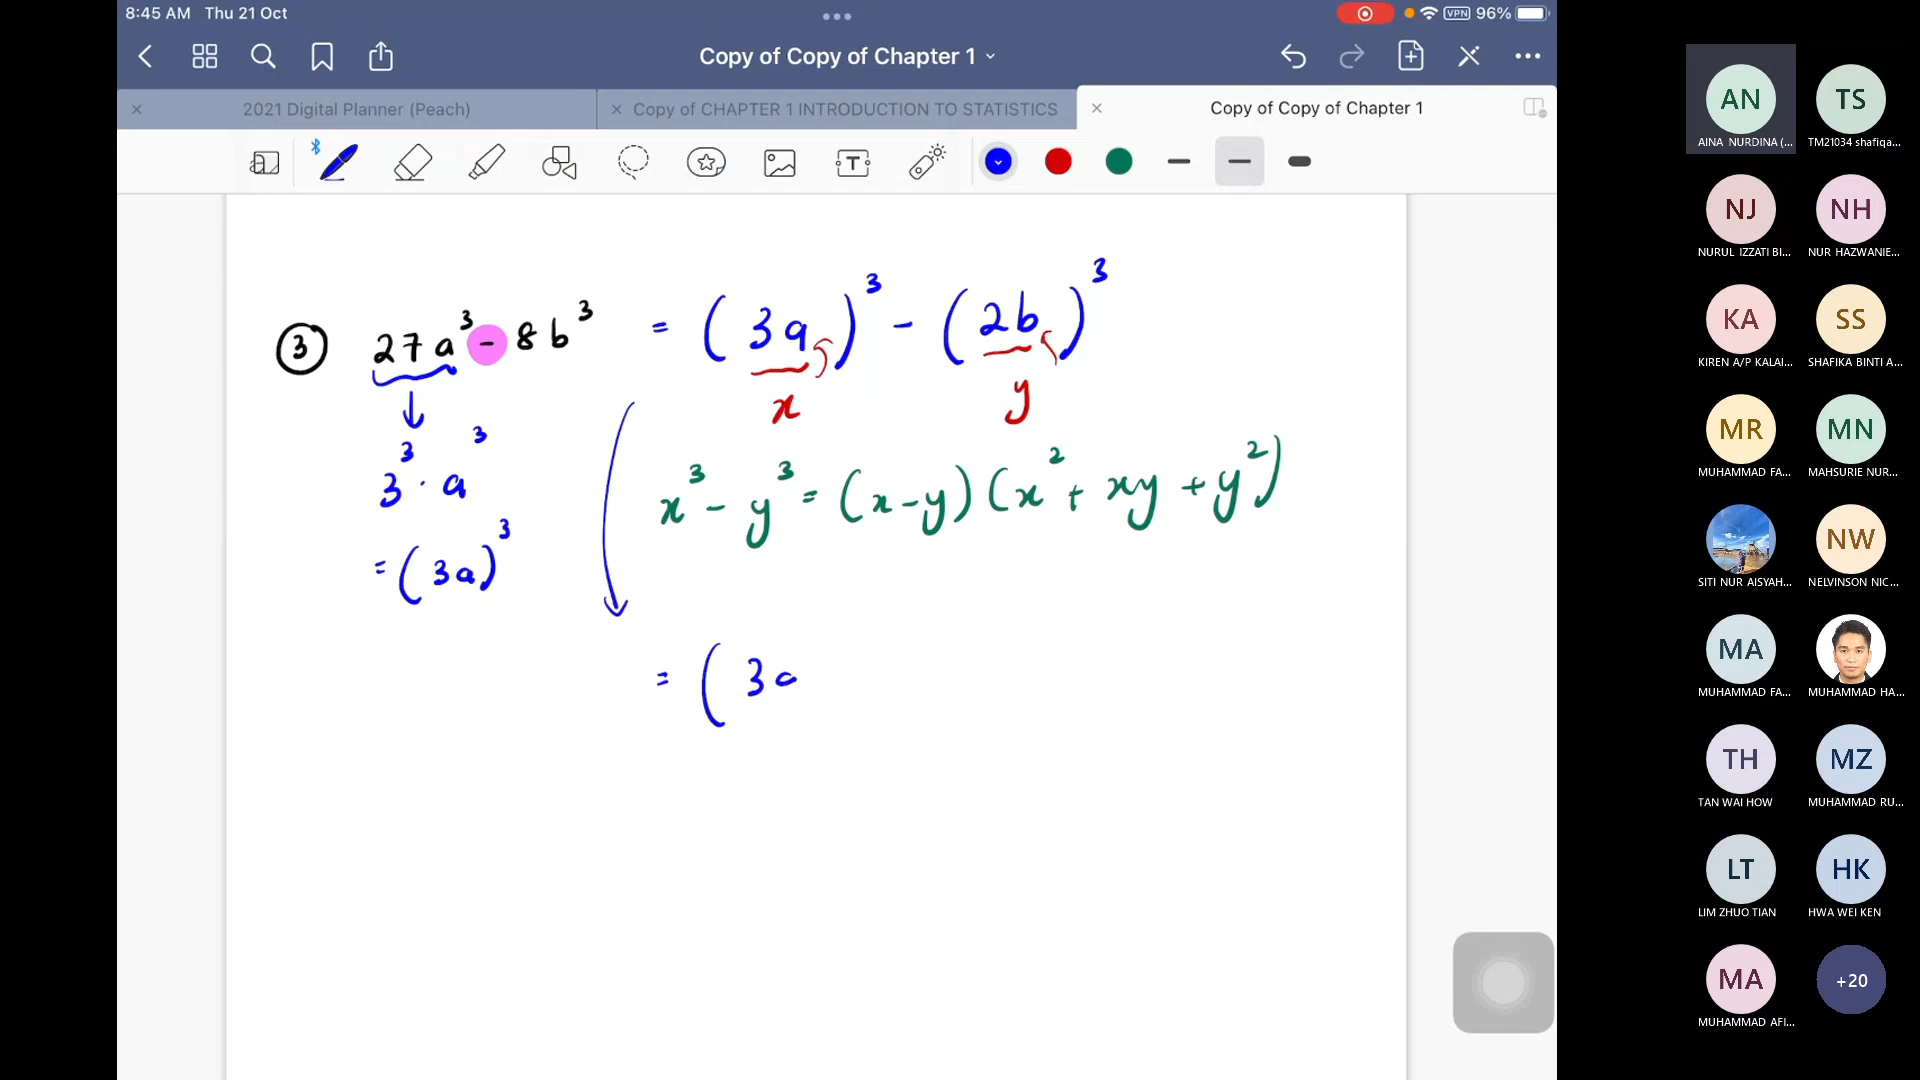 8:45 AM Thu 21 Oct
VPN 96%
Copy of Copy of Chapter 1
2021 Digital Planner (Peach)
Copy of CHAPTER 1 INTRODUCTION TO STATISTICS
Copy of Copy of Chapter 1
③ 27a³ - 8b³ = (3a)³ - (2b)³
x y
3³ · a³
= (3a)³
x³ - y³ = (x-y)(x² + xy + y²)
= ( 3a
AN
AINA NURDINA (...
TS
TM21034 shafiqa...
NJ
NURUL IZZATI BI...
NH
NUR HAZWANIE...
KA
KIREN A/P KALAI...
SS
SHAFIKA BINTI A...
MR
MUHAMMAD FA...
MN
MAHSURIE NUR...
SITI NUR AISYAH...
NW
NELVINSON NIC...
MA
MUHAMMAD FA...
MUHAMMAD HA...
TH
TAN WAI HOW
MZ
MUHAMMAD RU...
LT
LIM ZHUO TIAN
HK
HWA WEI KEN
MA
MUHAMMAD AFI...
+20